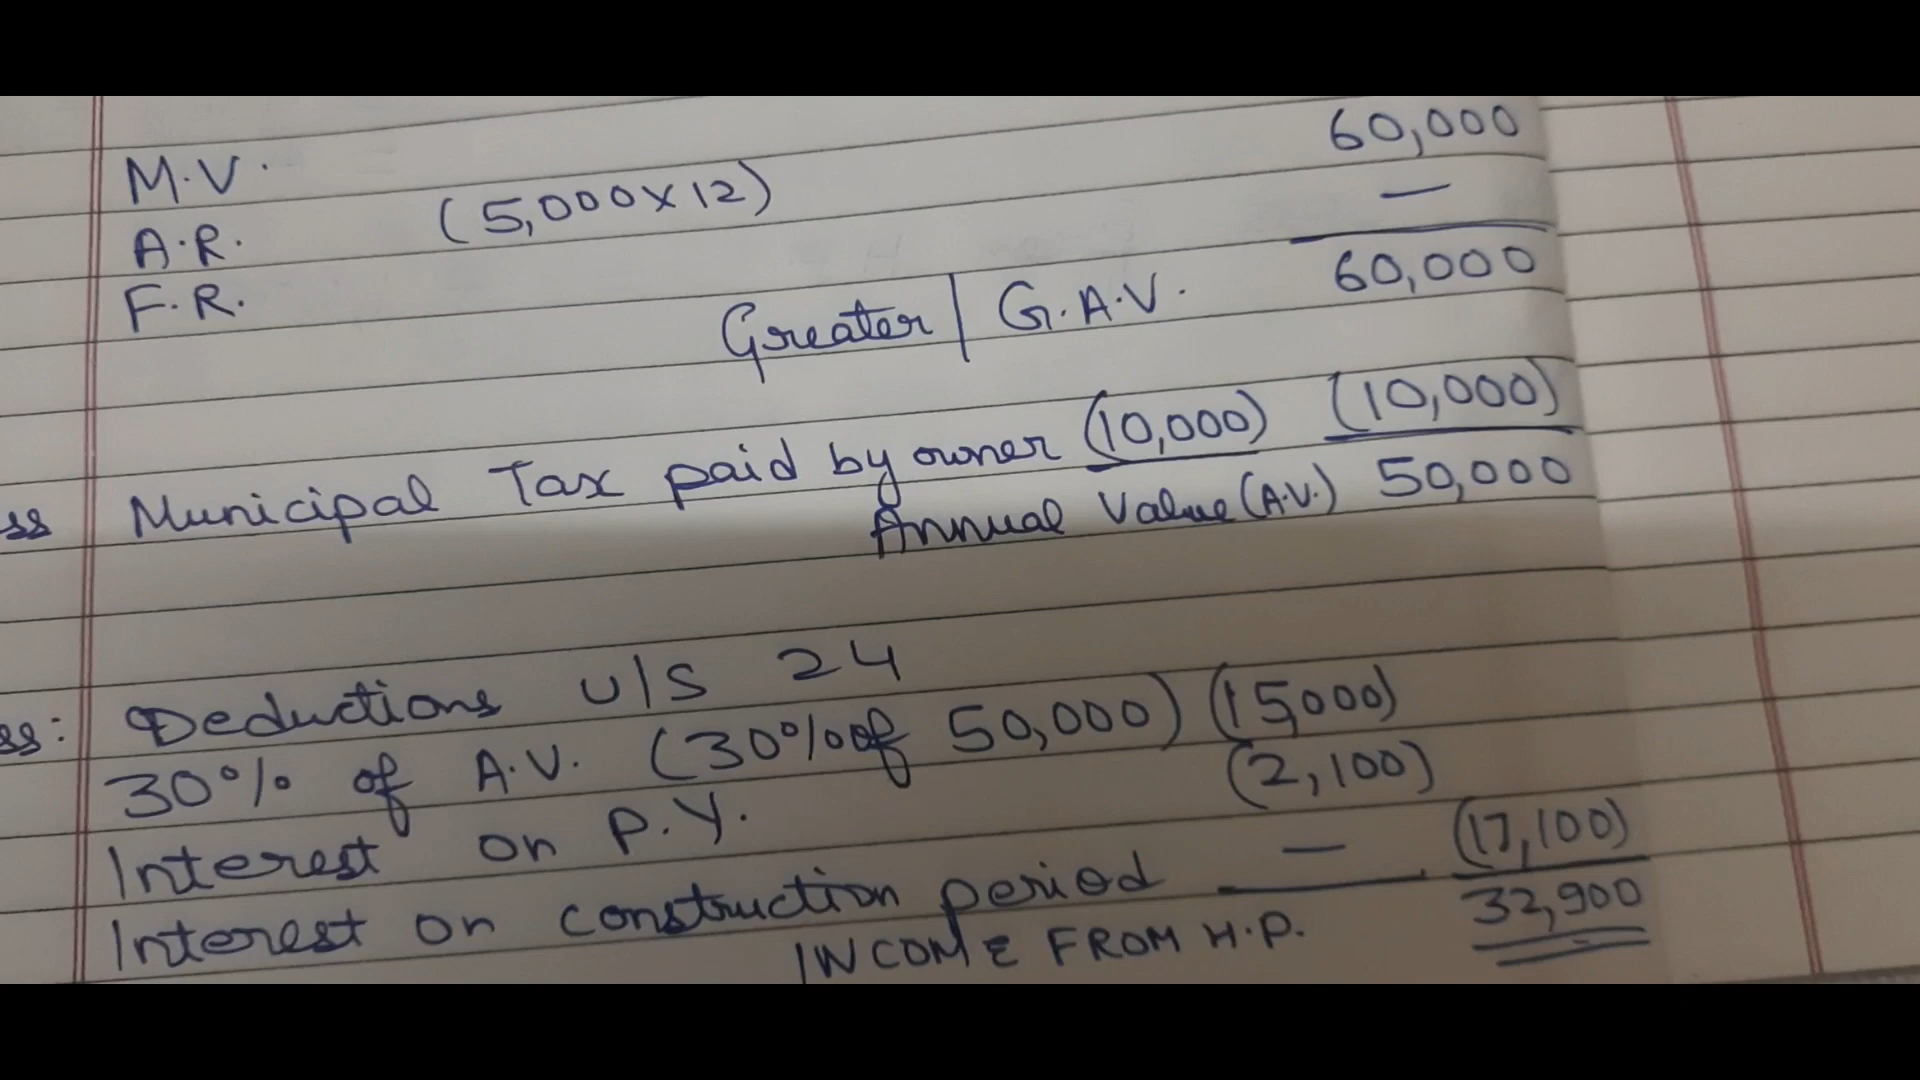 M.V.
A.R. (5,000x12) 60,000
F.R. —
Greater | G.A.V. 60,000
ss Municipal Tax paid by owner (10,000) (10,000)
Annual Value (A.V.) 50,000
ss: Deductions U/S 24
30% of A.V. (30% of 50,000) (15,000)
Interest on P.Y. (2,100)
Interest on construction period — (17,100)
INCOME FROM H.P. 32,900